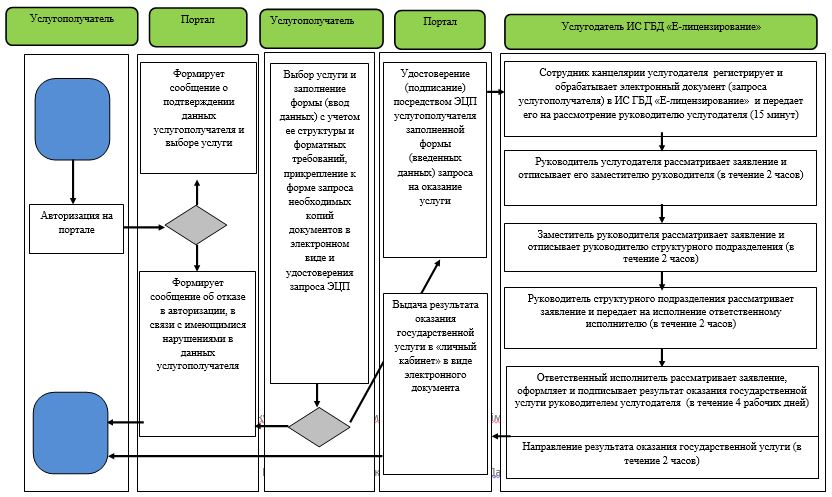 Услугополучатель
Портал
Услугополучатель
Портал
Услугодатель ИС ГБД «Е-лицензирование»
Авторизация на
портале
Формирует
сообщение о
подтверждении
данных
услугополучателя и
выборе услуги
Формирует
сообщение об отказе
в авторизации, в
связи с имеющимися
нарушениями в
данных
услугополучателя
Выбор услуги и
заполнение
формы (ввод
данных) с учетом
ее структуры и
форматных
требований,
прикрепление к
форме запроса
необходимых
копий
документов в
электронном
виде и
удостоверения
запроса ЭЦП
Удостоверение
(подписание)
посредством ЭЦП
услугополучателя
заполненной
формы
(введенных
данных) запроса
на оказание
услуги
Выдача результата
оказания
государственной
услуги в «личный
кабинет» в виде
электронного
документа
Сотрудник канцелярии услугодателя регистрирует и
обрабатывает электронный документ (запроса
услугополучателя) в ИС ГБД «Е-лицензирование» и передает
его на рассмотрение руководителю услугодателя (15 минут)
Руководитель услугодателя рассматривает заявление и
отписывает его заместителю руководителя (в течение 2 часов)
Заместитель руководителя рассматривает заявление и
отписывает руководителю структурного подразделения (в
течение 2 часов)
Руководитель структурного подразделения рассматривает
заявление и передает на исполнение ответственному
исполнителю (в течение 2 часов)
Ответственный исполнитель рассматривает заявление,
оформляет и подписывает результат оказания государственной
услуги руководителем услугодателя (в течение 4 рабочих дней)
Направление результата оказания государственной услуги (в
течение 2 часов)